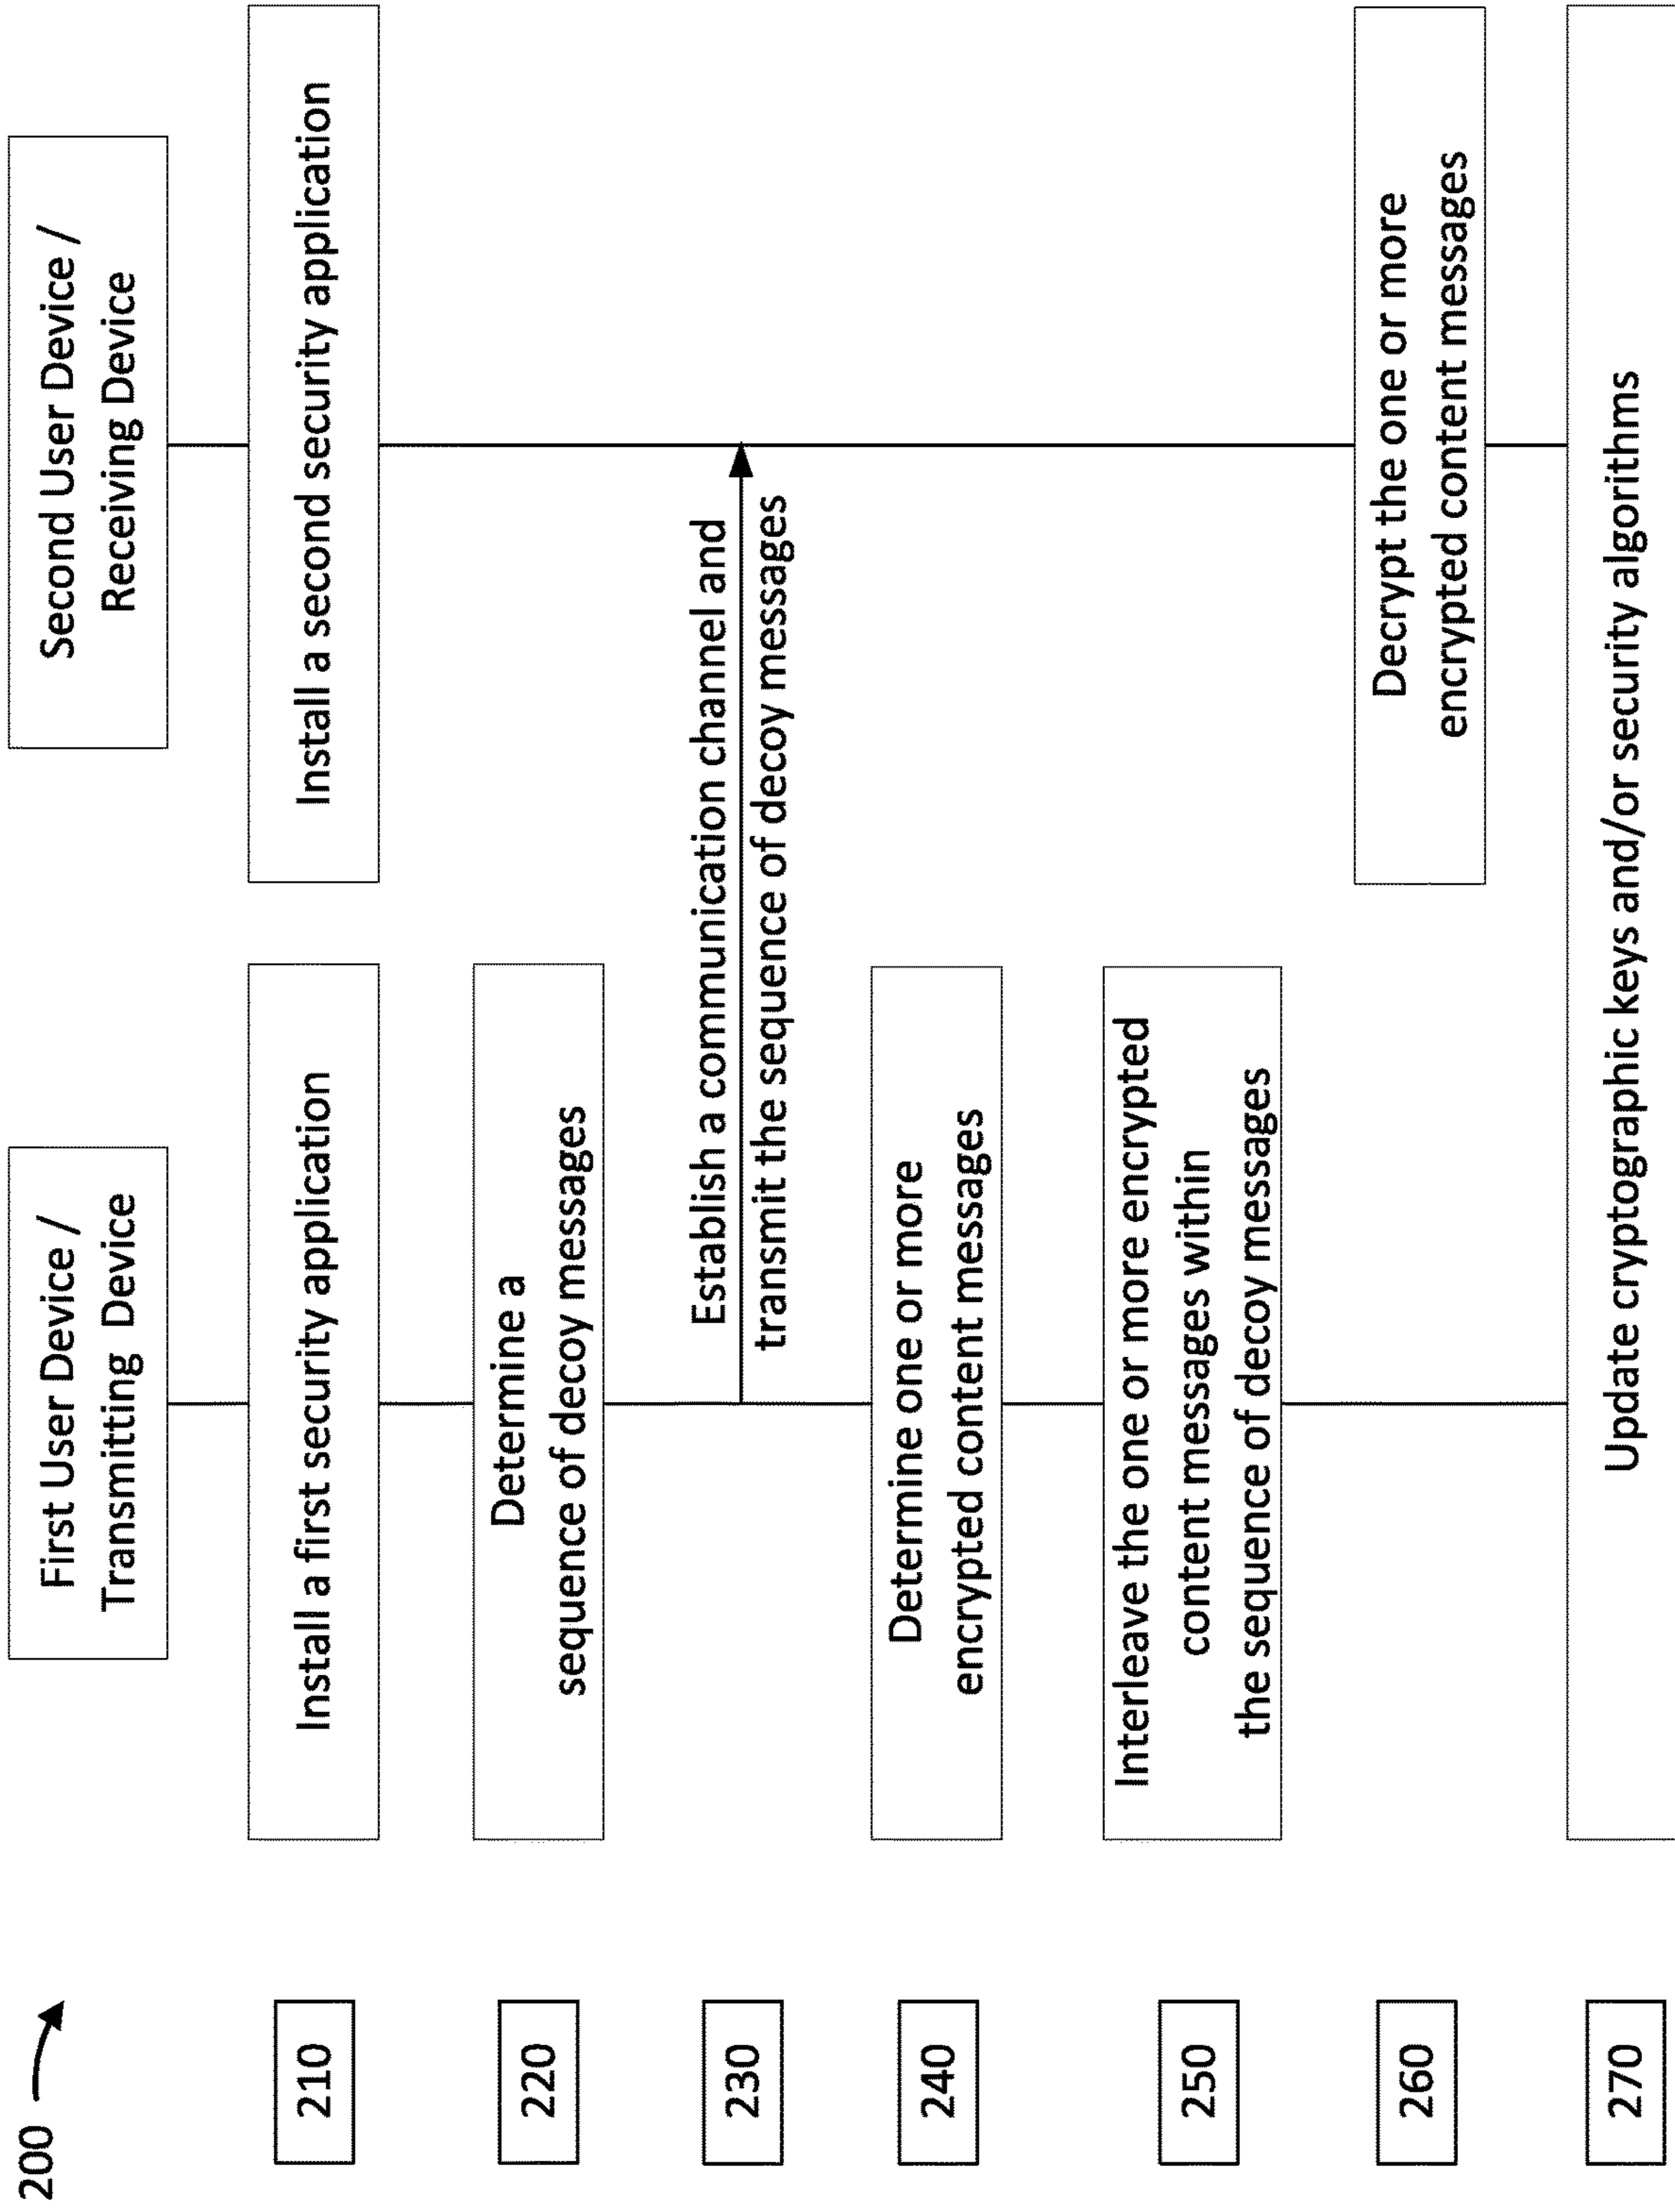 200
First User Device /
Transmitting Device
Second User Device /
Receiving Device
210
Install a first security application
Install a second security application
220
Determine a
sequence of decoy messages
230
Establish a communication channel and
transmit the sequence of decoy messages
240
Determine one or more
encrypted content messages
250
Interleave the one or more encrypted
content messages within
the sequence of decoy messages
260
Decrypt the one or more
encrypted content messages
270
Update cryptographic keys and/or security algorithms